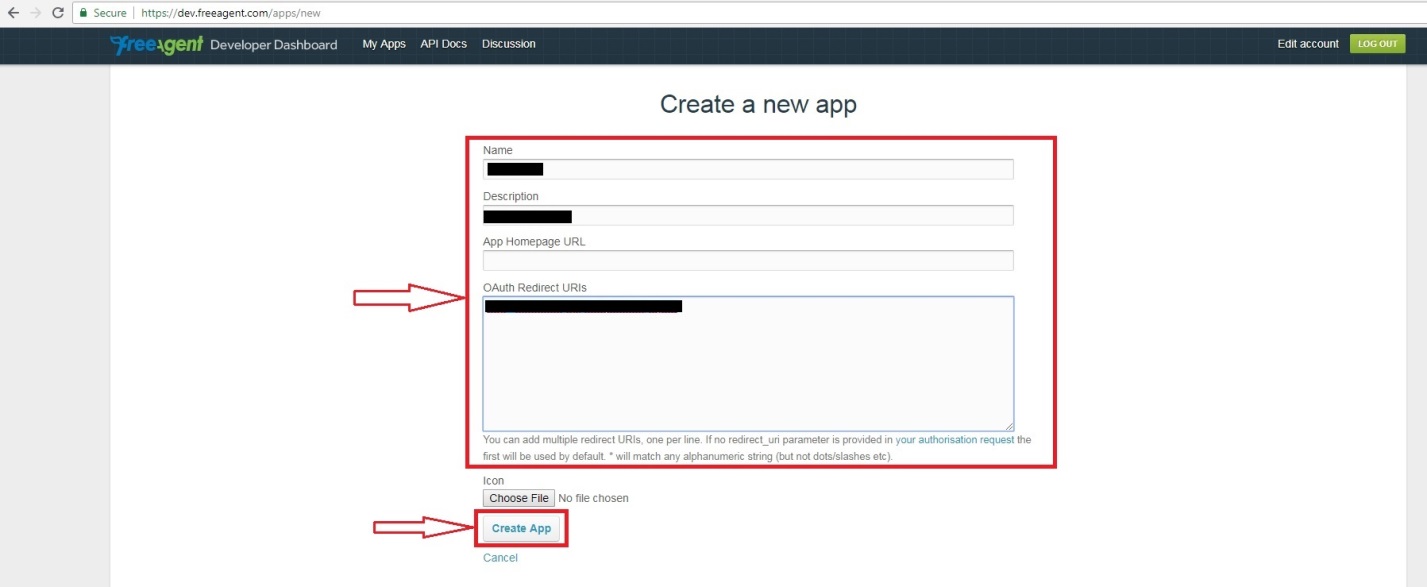 Secure https://dev.freeagent.com/apps/new
freeagent Developer Dashboard My Apps API Docs Discussion Edit account LOG OUT
Create a new app
Name
Description
App Homepage URL
OAuth Redirect URIs
You can add multiple redirect URIs, one per line. If no redirect_uri parameter is provided in your authorisation request the
first will be used by default. * will match any alphanumeric string (but not dots/slashes etc).
Icon
Choose File No file chosen
Create App
Cancel